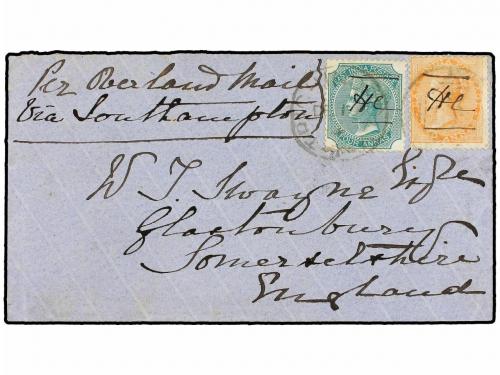 Per Overland Mail
Via Southampton
W T. Swayne Esqre
Glastonbury
Somersetshire
England